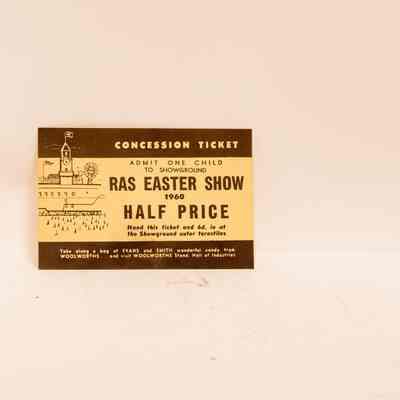 CONCESSION TICKET
ADMIT ONE CHILD
TO SHOWGROUND
RAS EASTER SHOW
1960
HALF PRICE
Hand this ticket and 6d. in at
the Showground outer turnstiles
Take along a bag of EVANS and SMITH wonderful candy from
WOOLWORTHS and visit WOOLWORTHS Stand. Hall of Industries